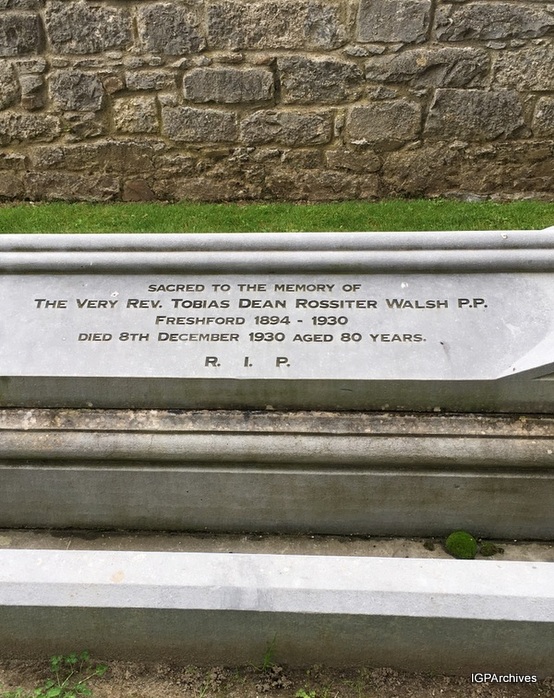 SACRED TO THE MEMORY OF
THE VERY REV. TOBIAS DEAN ROSSITER WALSH P.P.
FRESHFORD 1894 - 1930
DIED 8TH DECEMBER 1930 AGED 80 YEARS.
R. I. P.
IGPArchives